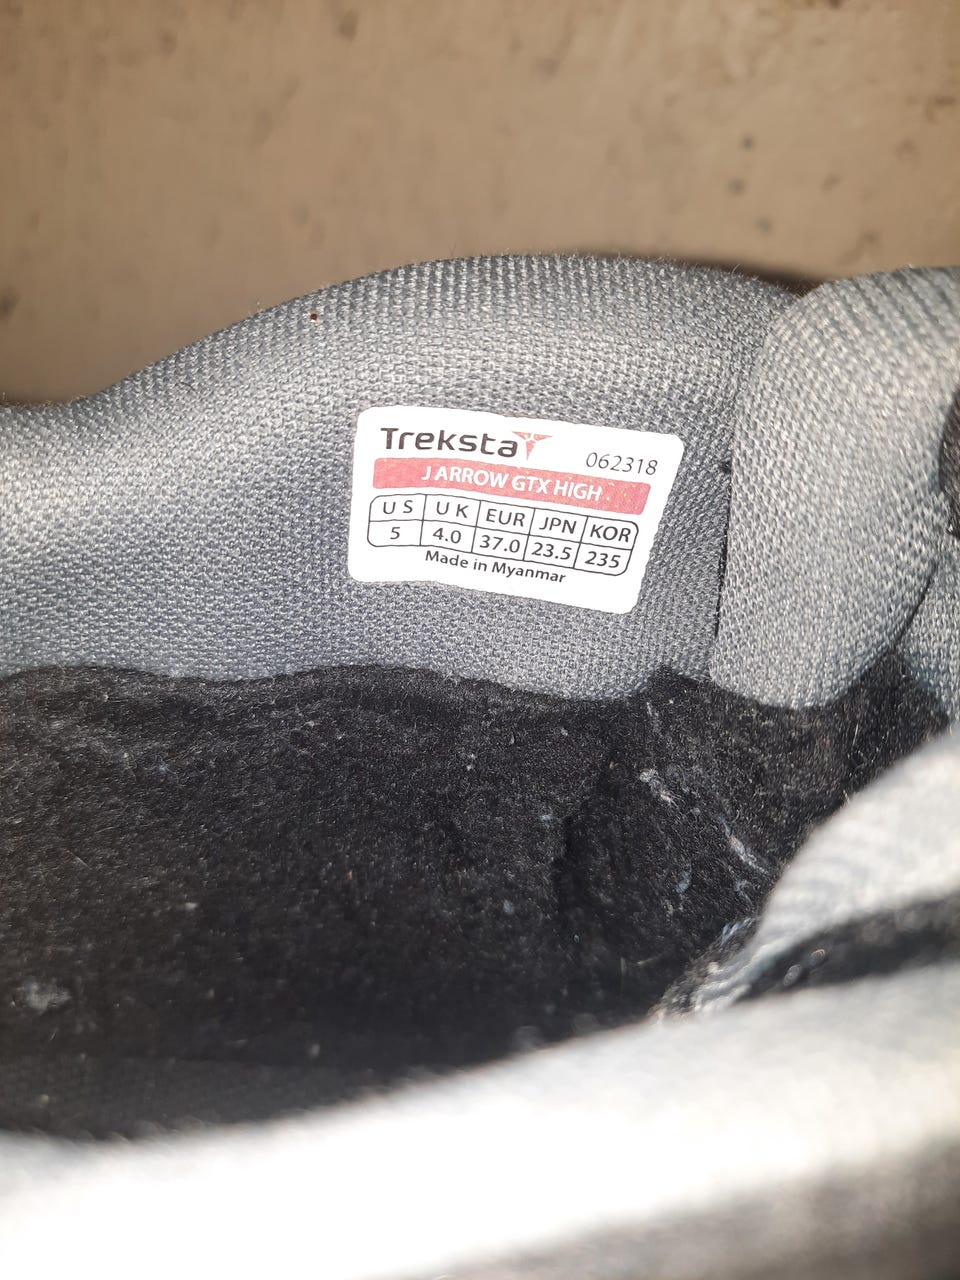 Treksta 062318
J ARROW GTX HIGH
US UK EUR JPN KOR
5 4.0 37.0 23.5 235
Made in Myanmar